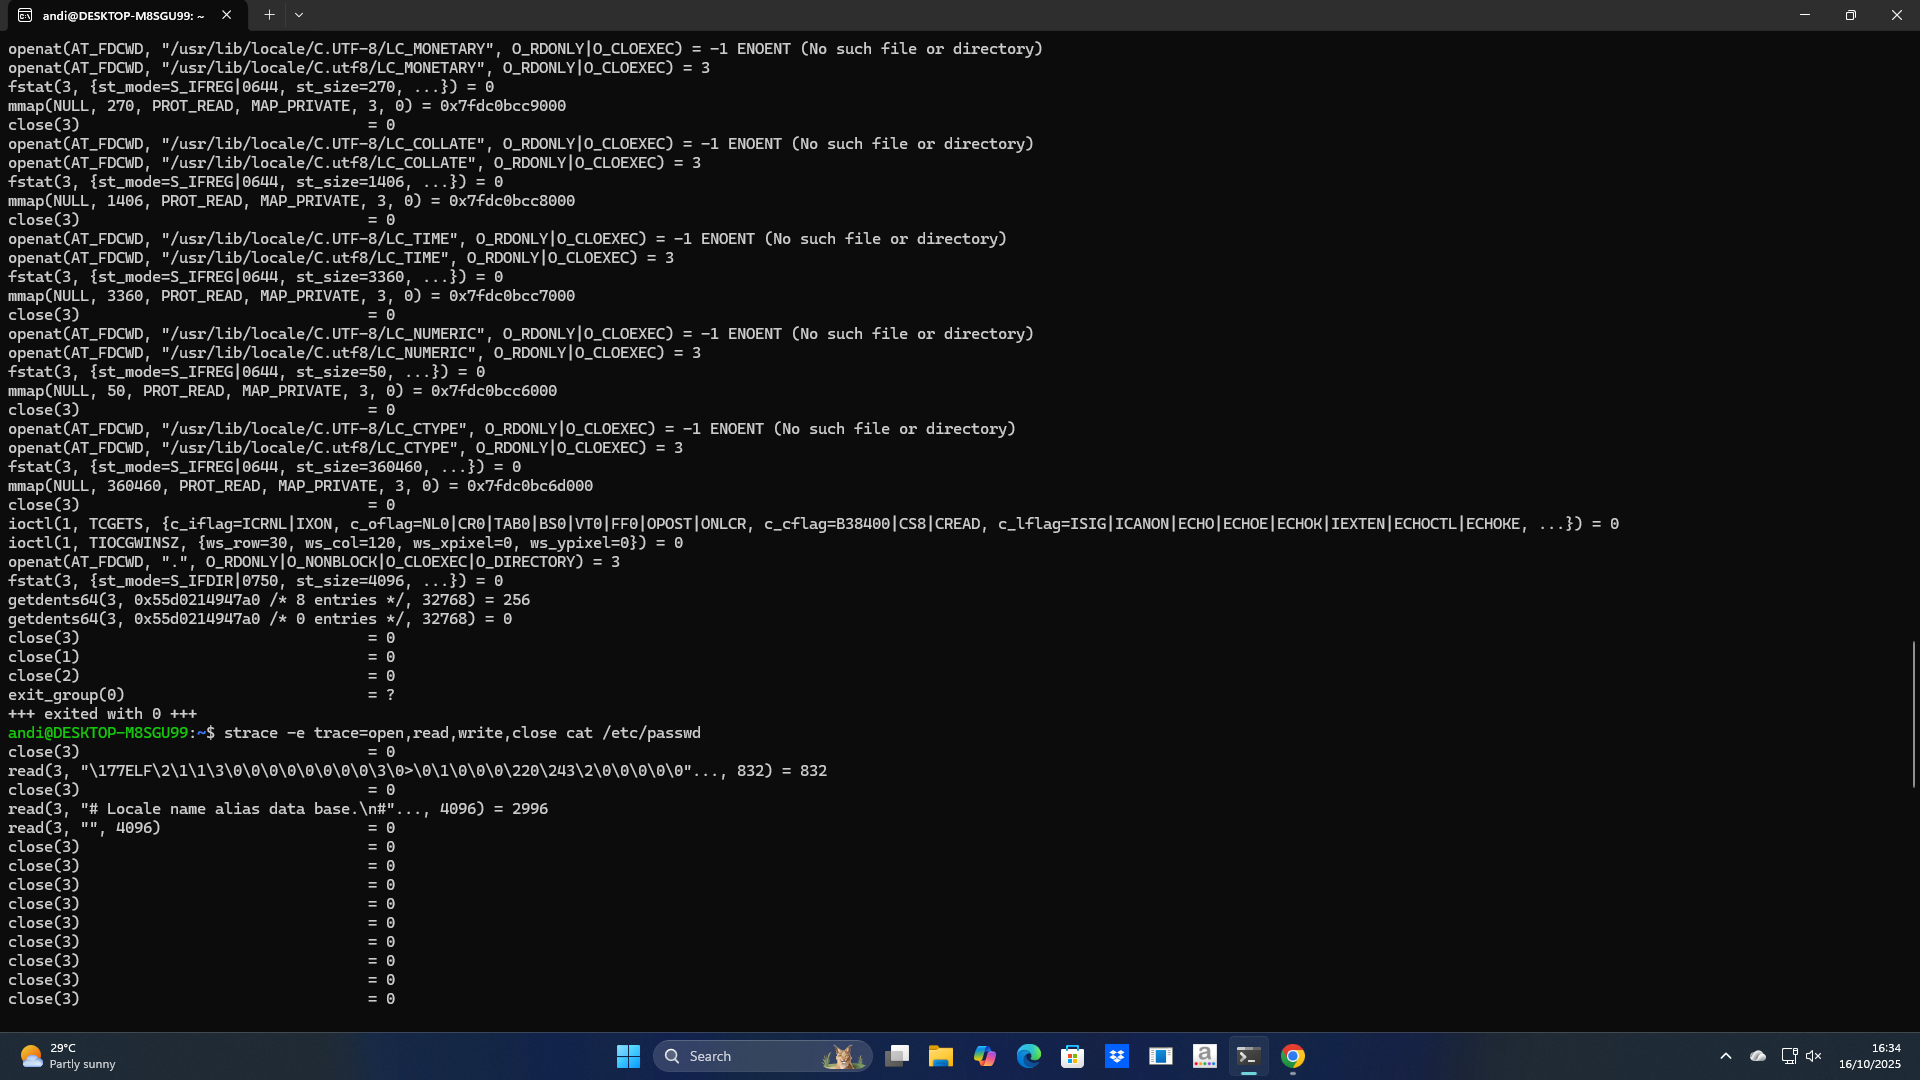 andi@DESKTOP-M8SGU99: ~
openat(AT_FDCWD, "/usr/lib/locale/C.UTF-8/LC_MONETARY", O_RDONLY|O_CLOEXEC) = -1 ENOENT (No such file or directory)
openat(AT_FDCWD, "/usr/lib/locale/C.utf8/LC_MONETARY", O_RDONLY|O_CLOEXEC) = 3
fstat(3, {st_mode=S_IFREG|0644, st_size=270, ...}) = 0
mmap(NULL, 270, PROT_READ, MAP_PRIVATE, 3, 0) = 0x7fdc0bcc9000
close(3)                                = 0
openat(AT_FDCWD, "/usr/lib/locale/C.UTF-8/LC_COLLATE", O_RDONLY|O_CLOEXEC) = -1 ENOENT (No such file or directory)
openat(AT_FDCWD, "/usr/lib/locale/C.utf8/LC_COLLATE", O_RDONLY|O_CLOEXEC) = 3
fstat(3, {st_mode=S_IFREG|0644, st_size=1406, ...}) = 0
mmap(NULL, 1406, PROT_READ, MAP_PRIVATE, 3, 0) = 0x7fdc0bcc8000
close(3)                                = 0
openat(AT_FDCWD, "/usr/lib/locale/C.UTF-8/LC_TIME", O_RDONLY|O_CLOEXEC) = -1 ENOENT (No such file or directory)
openat(AT_FDCWD, "/usr/lib/locale/C.utf8/LC_TIME", O_RDONLY|O_CLOEXEC) = 3
fstat(3, {st_mode=S_IFREG|0644, st_size=3360, ...}) = 0
mmap(NULL, 3360, PROT_READ, MAP_PRIVATE, 3, 0) = 0x7fdc0bcc7000
close(3)                                = 0
openat(AT_FDCWD, "/usr/lib/locale/C.UTF-8/LC_NUMERIC", O_RDONLY|O_CLOEXEC) = -1 ENOENT (No such file or directory)
openat(AT_FDCWD, "/usr/lib/locale/C.utf8/LC_NUMERIC", O_RDONLY|O_CLOEXEC) = 3
fstat(3, {st_mode=S_IFREG|0644, st_size=50, ...}) = 0
mmap(NULL, 50, PROT_READ, MAP_PRIVATE, 3, 0) = 0x7fdc0bcc6000
close(3)                                = 0
openat(AT_FDCWD, "/usr/lib/locale/C.UTF-8/LC_CTYPE", O_RDONLY|O_CLOEXEC) = -1 ENOENT (No such file or directory)
openat(AT_FDCWD, "/usr/lib/locale/C.utf8/LC_CTYPE", O_RDONLY|O_CLOEXEC) = 3
fstat(3, {st_mode=S_IFREG|0644, st_size=360460, ...}) = 0
mmap(NULL, 360460, PROT_READ, MAP_PRIVATE, 3, 0) = 0x7fdc0bc6d000
close(3)                                = 0
ioctl(1, TCGETS, {c_iflag=ICRNL|IXON, c_oflag=NL0|CR0|TAB0|BS0|VT0|FF0|OPOST|ONLCR, c_cflag=B38400|CS8|CREAD, c_lflag=ISIG|ICANON|ECHO|ECHOE|ECHOK|IEXTEN|ECHOCTL|ECHOKE, ...}) = 0
ioctl(1, TIOCGWINSZ, {ws_row=30, ws_col=120, ws_xpixel=0, ws_ypixel=0}) = 0
openat(AT_FDCWD, ".", O_RDONLY|O_NONBLOCK|O_CLOEXEC|O_DIRECTORY) = 3
fstat(3, {st_mode=S_IFDIR|0750, st_size=4096, ...}) = 0
getdents64(3, 0x55d0214947a0 /* 8 entries */, 32768) = 256
getdents64(3, 0x55d0214947a0 /* 0 entries */, 32768) = 0
close(3)                                = 0
close(1)                                = 0
close(2)                                = 0
exit_group(0)                           = ?
+++ exited with 0 +++
andi@DESKTOP-M8SGU99:~$ strace -e trace=open,read,write,close cat /etc/passwd
close(3)                                = 0
read(3, "\177ELF\2\1\1\3\0\0\0\0\0\0\0\0\3\0>\0\1\0\0\0\220\243\2\0\0\0\0\0"..., 832) = 832
close(3)                                = 0
read(3, "# Locale name alias data base.\n#"..., 4096) = 2996
read(3, "", 4096)                       = 0
close(3)                                = 0
close(3)                                = 0
close(3)                                = 0
close(3)                                = 0
close(3)                                = 0
close(3)                                = 0
close(3)                                = 0
close(3)                                = 0
close(3)                                = 0
29°C
Partly sunny
Search
a
16:34
16/10/2025